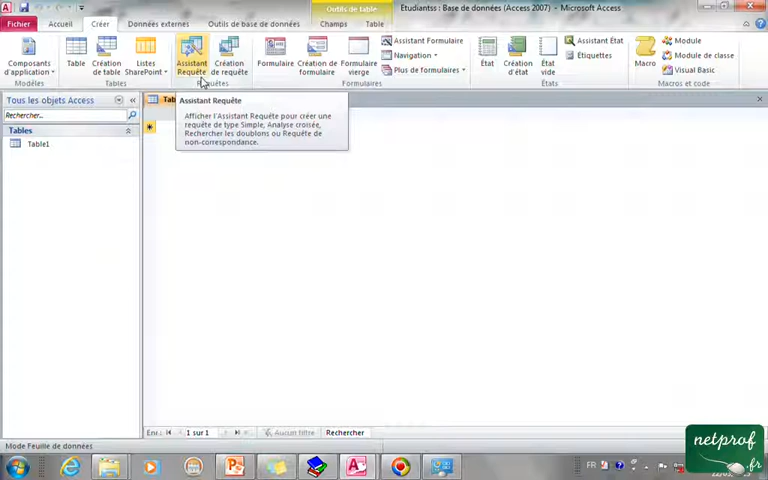 Outils de table
Etudiantss : Base de données (Access 2007) - Microsoft Access
Fichier
Accueil
Créer
Données externes
Outils de base de données
Champs
Table
Composants d'application
Table
Création de table
Listes SharePoint
Assistant Requête
Création de requête
Formulaire
Création de formulaire
Formulaire vierge
Assistant Formulaire
Navigation
Plus de formulaires
État
Création d'état
État vide
Assistant État
Étiquettes
Macro
Module
Module de classe
Visual Basic
Modèles
Tables
Requêtes
Formulaires
États
Macros et code
Tous les objets Access
Rechercher...
Tables
Table1
Assistant Requête
Afficher l'Assistant Requête pour créer une
requête de type Simple, Analyse croisée,
Rechercher les doublons ou Requête de
non-correspondance.
1 sur 1
Aucun filtre
Rechercher
Mode Feuille de données
FR
netprof
.fr